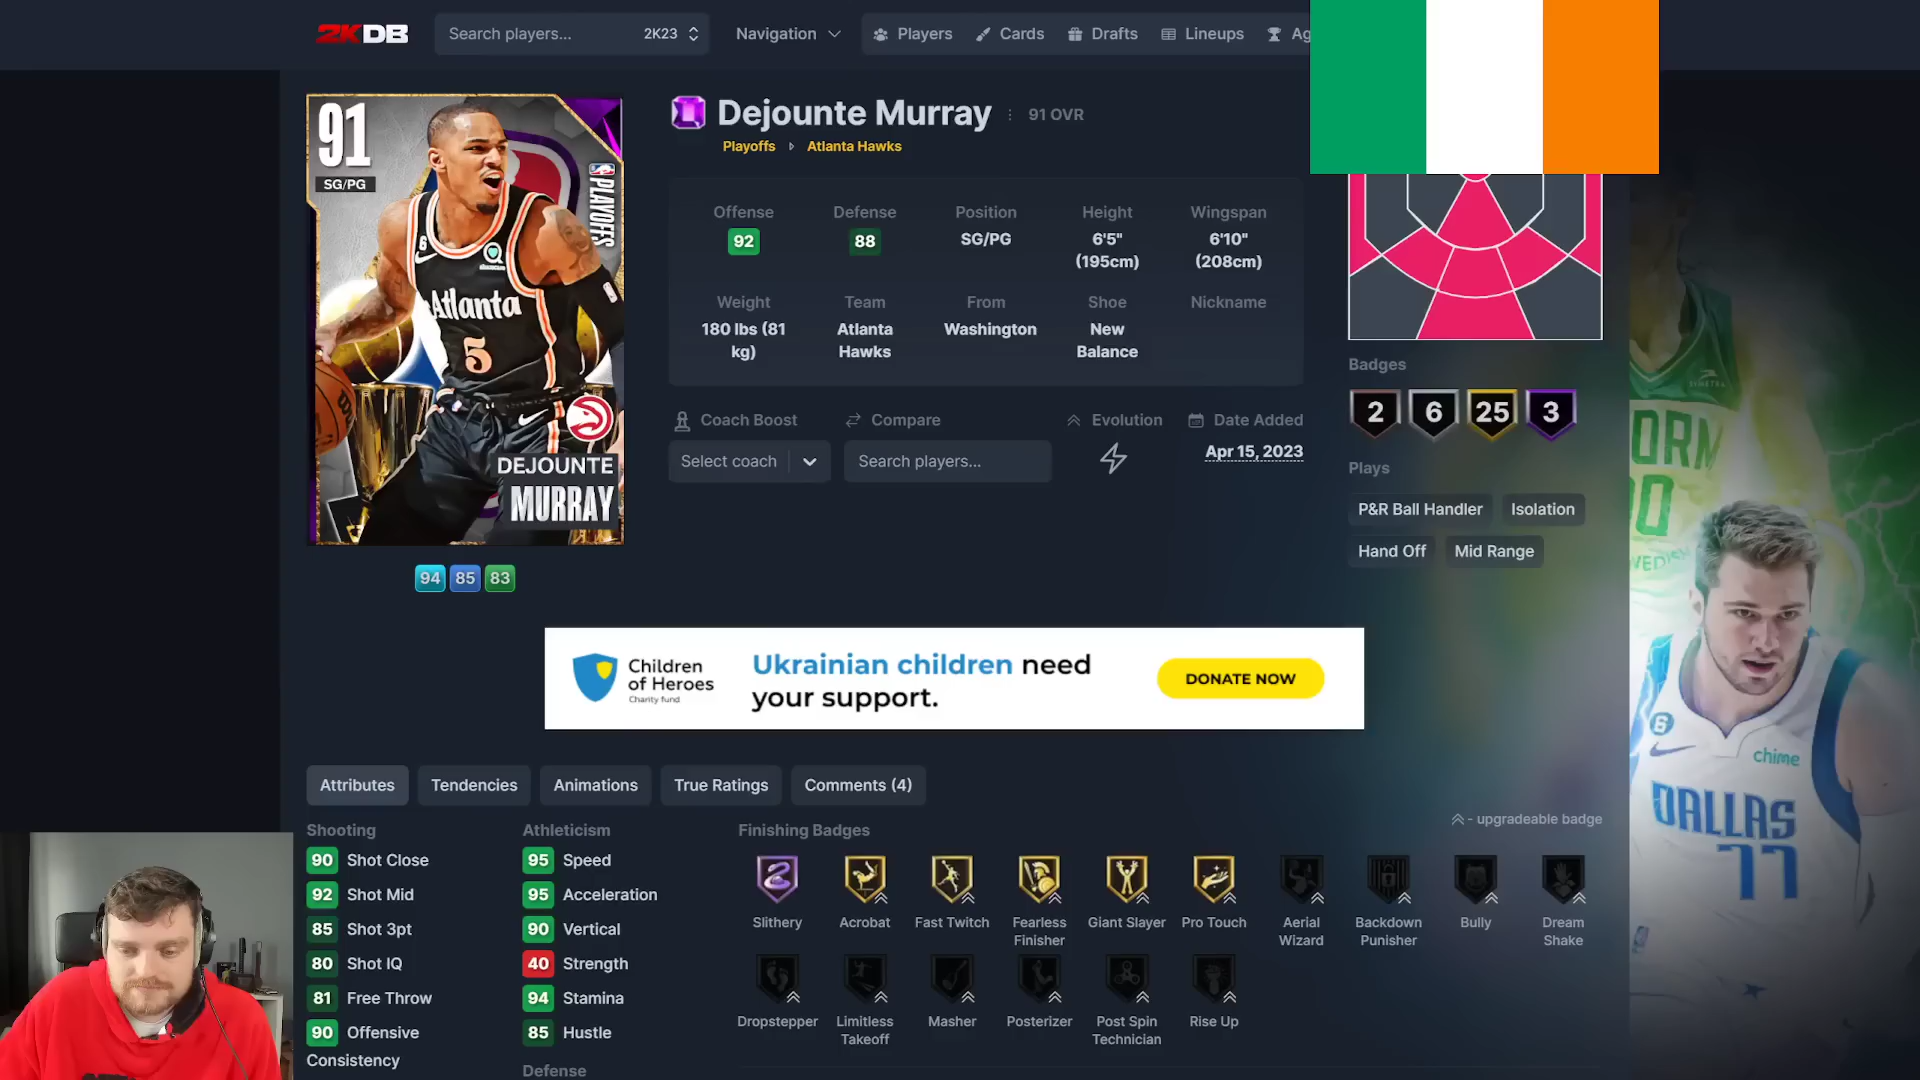 2KDB
Search players...
2K23
Navigation
Players
Cards
Drafts
Lineups
Ag
91
SG/PG
PLAYOFFS
Atlanta
5
6
DEJOUNTE
MURRAY
94
85
83
Dejounte Murray
91 OVR
Playoffs
Atlanta Hawks
Offense
Defense
Position
Height
Wingspan
92
88
SG/PG
6'5"
(195cm)
6'10"
(208cm)
Weight
Team
From
Shoe
Nickname
180 lbs (81
kg)
Atlanta
Hawks
Washington
New
Balance
Coach Boost
Compare
Evolution
Date Added
Select coach
Search players...
Apr 15, 2023
Badges
2
6
25
3
Plays
P&R Ball Handler
Isolation
Hand Off
Mid Range
Children
of Heroes
Charity fund
Ukrainian children need
your support.
DONATE NOW
Attributes
Tendencies
Animations
True Ratings
Comments (4)
Shooting
90 Shot Close
92 Shot Mid
85 Shot 3pt
80 Shot IQ
81 Free Throw
90 Offensive
Consistency
Athleticism
95 Speed
95 Acceleration
90 Vertical
40 Strength
94 Stamina
85 Hustle
Defense
Finishing Badges
- upgradeable badge
Slithery
Acrobat
Fast Twitch
Fearless
Finisher
Giant Slayer
Pro Touch
Aerial
Wizard
Backdown
Punisher
Bully
Dream
Shake
Dropstepper
Limitless
Takeoff
Masher
Posterizer
Post Spin
Technician
Rise Up
6
chime
DALLAS
77